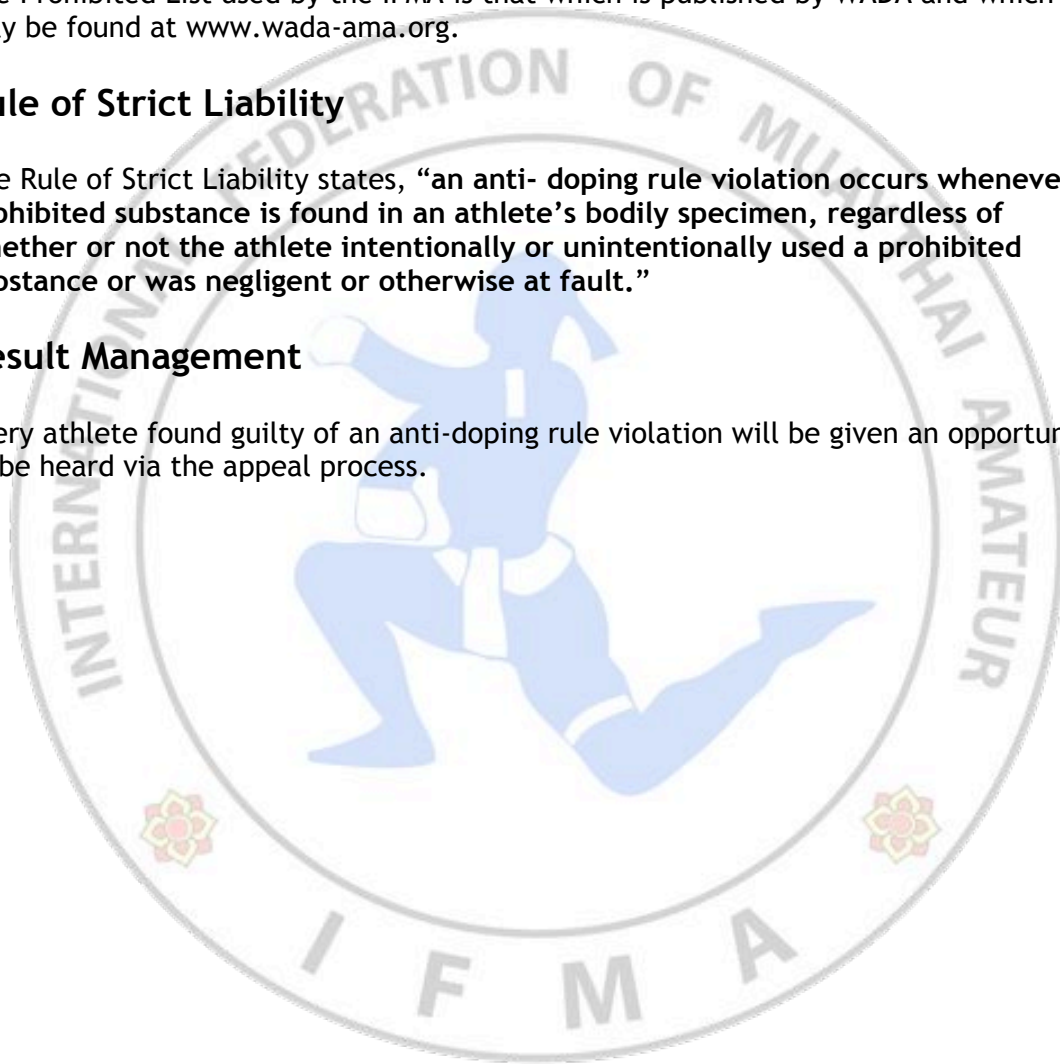 e Prohibited List used by the IFMA is that which is published by WADA and which
y be found at www.wada-ama.org.
ule of Strict Liability
e Rule of Strict Liability states, “an anti- doping rule violation occurs wheneve
ohibited substance is found in an athlete’s bodily specimen, regardless of
hether or not the athlete intentionally or unintentionally used a prohibited
bstance or was negligent or otherwise at fault.”
esult Management
ery athlete found guilty of an anti-doping rule violation will be given an opportun
be heard via the appeal process.
INTERNATIONAL FEDERATION OF MUAYTHAI AMATEUR
IFMA